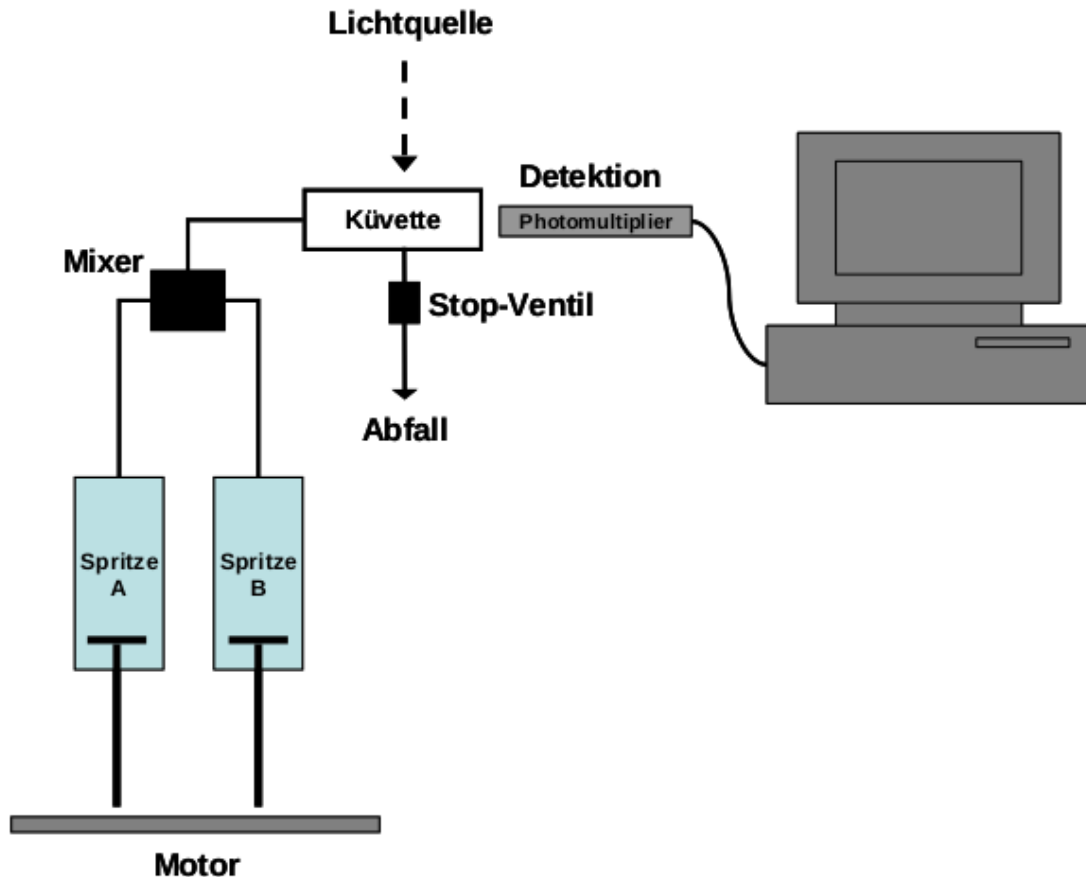 Lichtquelle
Detektion
Küvette
Photomultiplier
Mixer
Stop-Ventil
Abfall
Spritze
A
Spritze
B
Motor